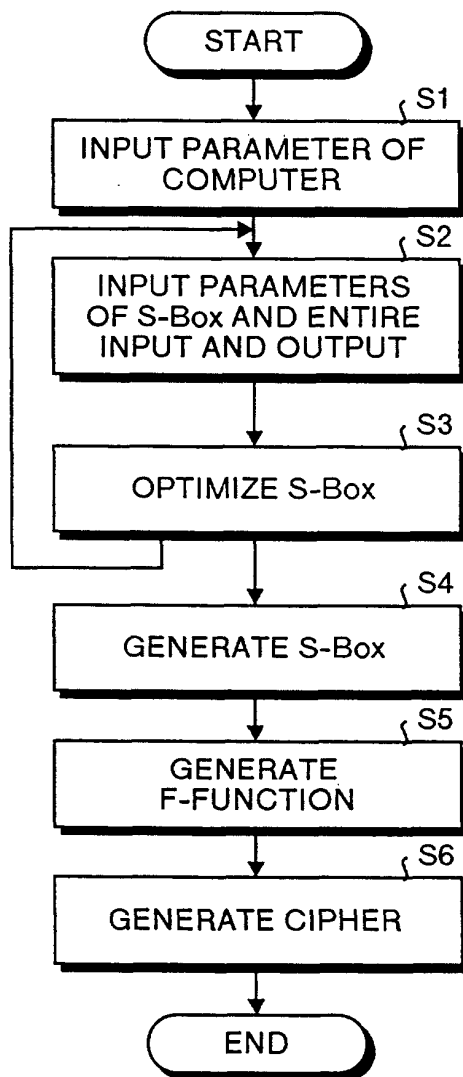 START
S1
INPUT PARAMETER OF
COMPUTER
S2
INPUT PARAMETERS
OF S-Box AND ENTIRE
INPUT AND OUTPUT
S3
OPTIMIZE S-Box
S4
GENERATE S-Box
S5
GENERATE
F-FUNCTION
S6
GENERATE CIPHER
END